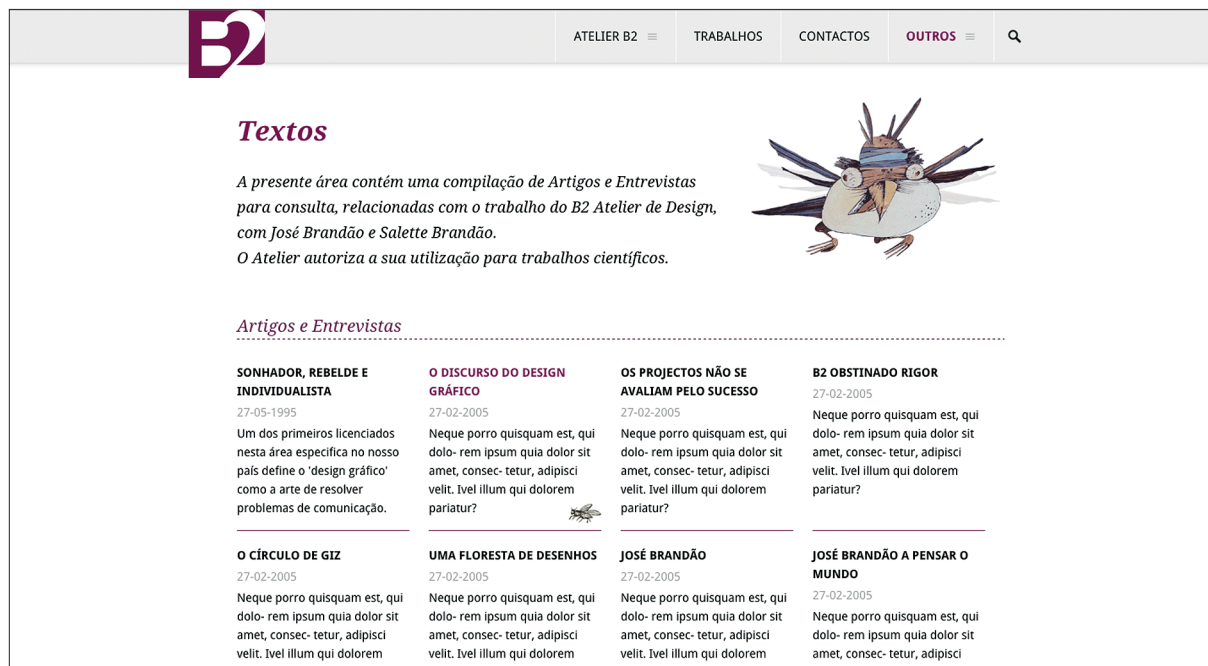 B2
ATELIER B2
TRABALHOS
CONTACTOS
OUTROS
Textos
A presente área contém uma compilação de Artigos e Entrevistas
para consulta, relacionadas com o trabalho do B2 Atelier de Design,
com José Brandão e Salette Brandão.
O Atelier autoriza a sua utilização para trabalhos científicos.
Artigos e Entrevistas
SONHADOR, REBELDE E
INDIVIDUALISTA
27-05-1995
Um dos primeiros licenciados
nesta área especifica no nosso
país define o 'design gráfico'
como a arte de resolver
problemas de comunicação.
O DISCURSO DO DESIGN
GRÁFICO
27-02-2005
Neque porro quisquam est, qui
dolo- rem ipsum quia dolor sit
amet, consec- tetur, adipisci
velit. Ivel illum qui dolorem
pariatur?
OS PROJECTOS NÃO SE
AVALIAM PELO SUCESSO
27-02-2005
Neque porro quisquam est, qui
dolo- rem ipsum quia dolor sit
amet, consec- tetur, adipisci
velit. Ivel illum qui dolorem
pariatur?
B2 OBSTINADO RIGOR
27-02-2005
Neque porro quisquam est, qui
dolo- rem ipsum quia dolor sit
amet, consec- tetur, adipisci
velit. Ivel illum qui dolorem
pariatur?
O CÍRCULO DE GIZ
27-02-2005
Neque porro quisquam est, qui
dolo- rem ipsum quia dolor sit
amet, consec- tetur, adipisci
velit. Ivel illum qui dolorem
UMA FLORESTA DE DESENHOS
27-02-2005
Neque porro quisquam est, qui
dolo- rem ipsum quia dolor sit
amet, consec- tetur, adipisci
velit. Ivel illum qui dolorem
JOSÉ BRANDÃO
27-02-2005
Neque porro quisquam est, qui
dolo- rem ipsum quia dolor sit
amet, consec- tetur, adipisci
velit. Ivel illum qui dolorem
JOSÉ BRANDÃO A PENSAR O
MUNDO
27-02-2005
Neque porro quisquam est, qui
dolo- rem ipsum quia dolor sit
amet, consec- tetur, adipisci